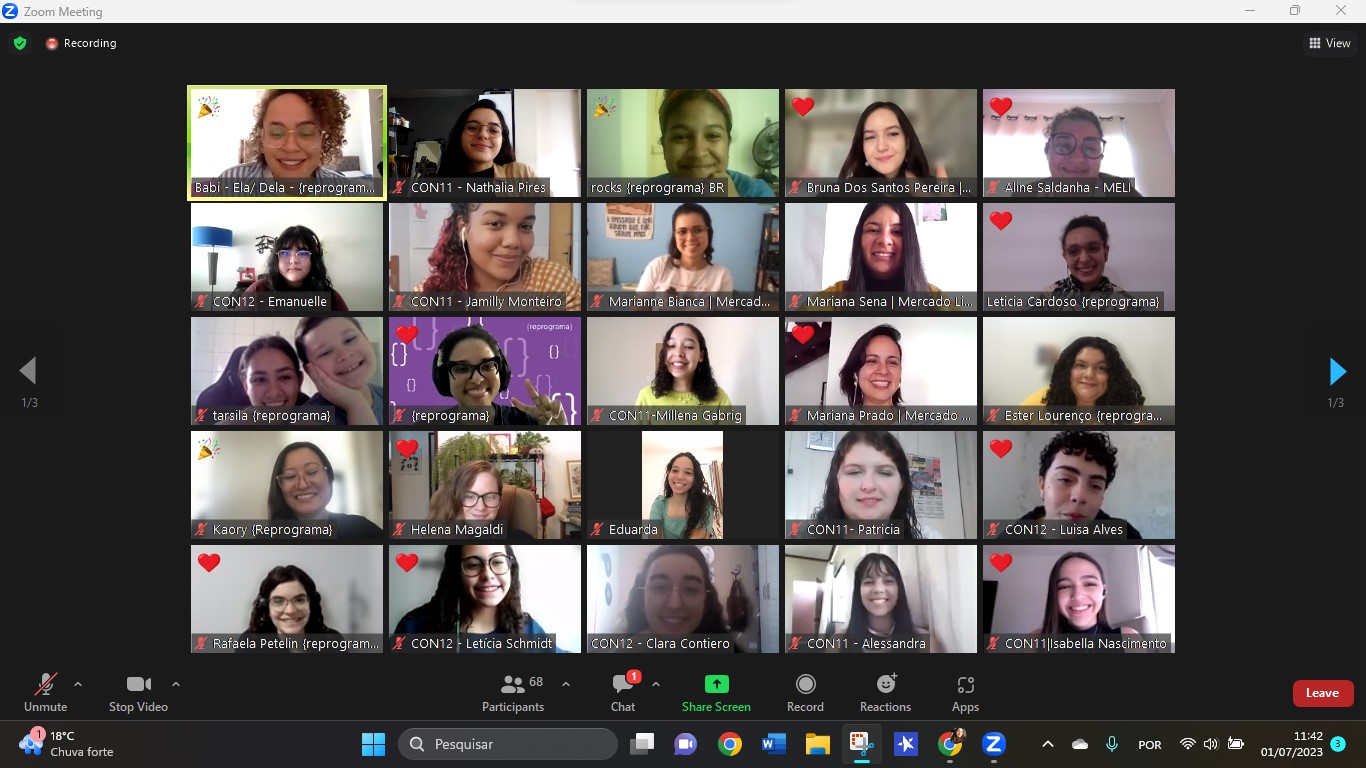 Zoom Meeting
Recording
View
Babi - Ela/ Dela - {reprogram...
CON11 - Nathalia Pires
rocks {reprograma} BR
Bruna Dos Santos Pereira |...
Aline Saldanha - MELI
CON12 - Emanuelle
CON11 - Jamilly Monteiro
Marianne Bianca | Mercad...
Mariana Sena | Mercado Li...
Leticia Cardoso {reprograma}
tarsila {reprograma}
{reprograma}
{reprograma}
CON11-Millena Gabrig
Mariana Prado | Mercado ...
Ester Lourenço {reprogra...
1/3
1/3
Kaory {Reprograma}
Helena Magaldi
Eduarda
CON11- Patricia
CON12 - Luisa Alves
Rafaela Petelin {reprogram...
CON12 - Letícia Schmidt
CON12 - Clara Contiero
CON11 - Alessandra
CON11|Isabella Nascimento
Unmute
Stop Video
68
Participants
1
Chat
Share Screen
Record
Reactions
Apps
Leave
1
18°C
Chuva forte
Pesquisar
POR
11:42
01/07/2023
3